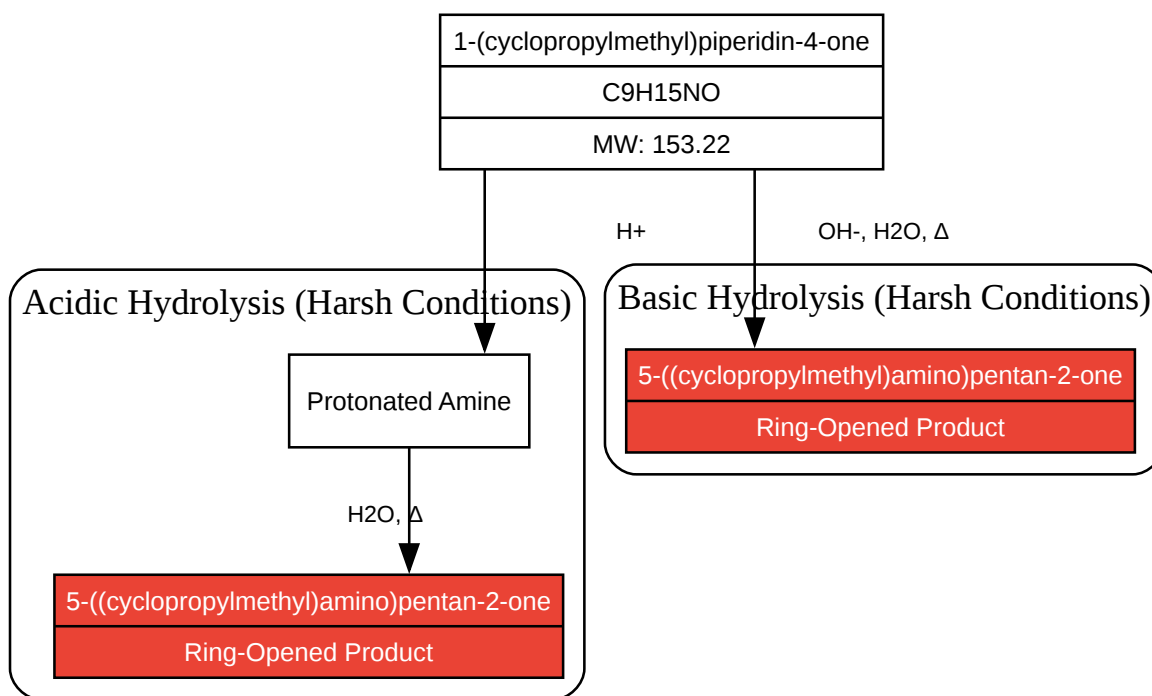 1-(cyclopropylmethyl)piperidin-4-one
C9H15NO
MW: 153.22
H+
OH-, H2O, Δ
Acidic Hydrolysis (Harsh Conditions)
Basic Hydrolysis (Harsh Conditions)
Protonated Amine
5-((cyclopropylmethyl)amino)pentan-2-one
Ring-Opened Product
H2O, Δ
5-((cyclopropylmethyl)amino)pentan-2-one
Ring-Opened Product